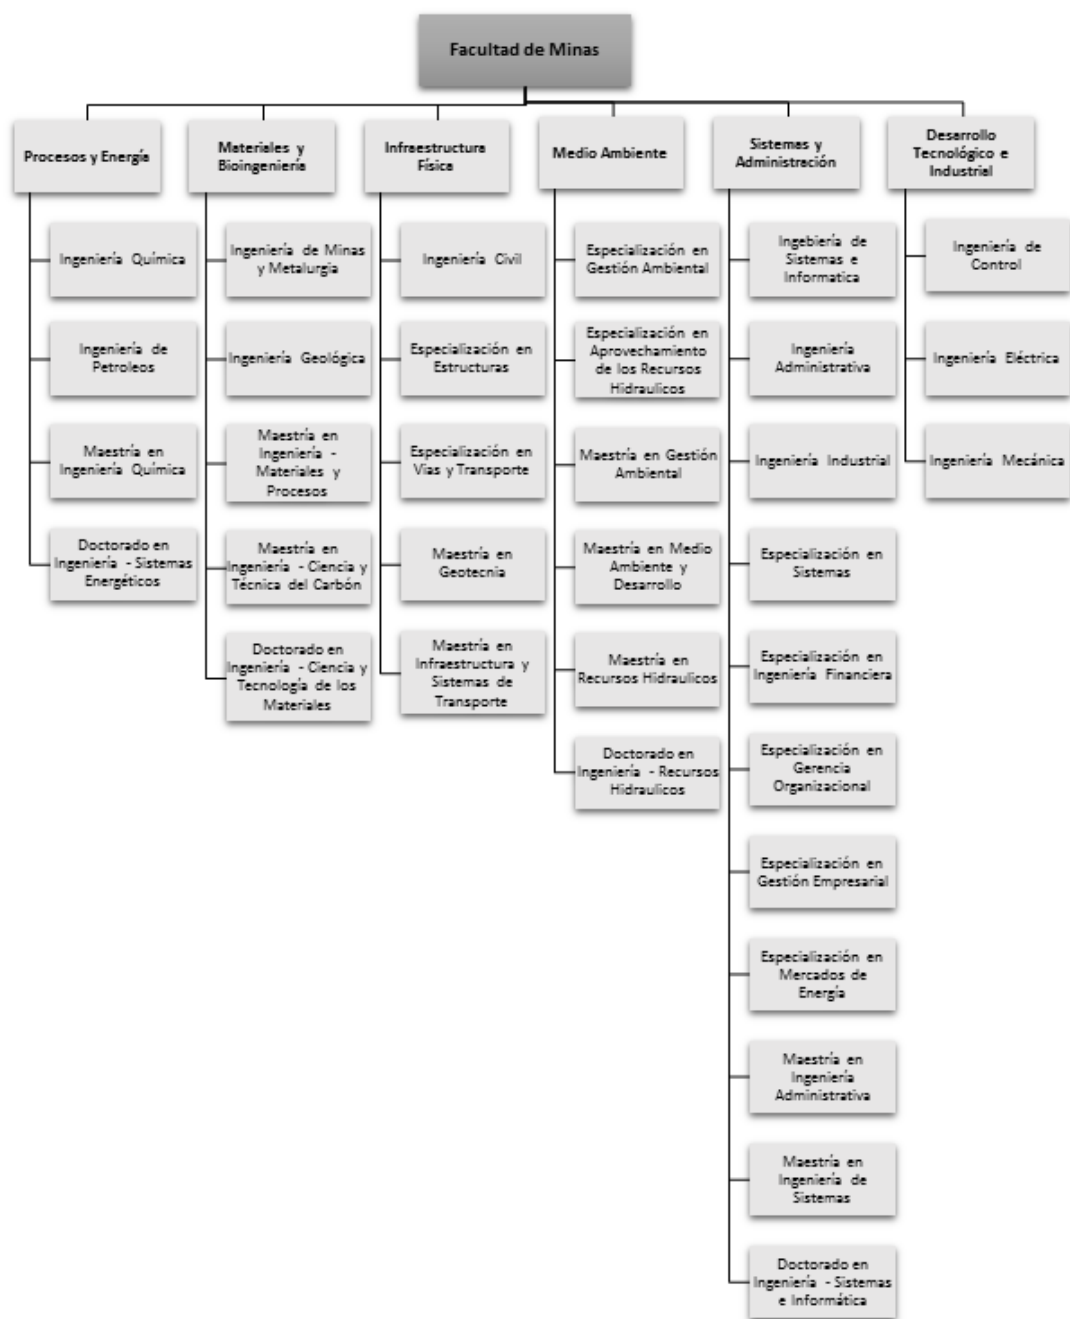 Facultad de Minas
Procesos y Energía
Materiales y
Bioingeniería
Infraestructura
Física
Medio Ambiente
Sistemas y
Administración
Desarrollo
Tecnológico e
Industrial
Ingeniería Química
Ingeniería de
Petroleos
Maestría en
Ingeniería Química
Doctorado en
Ingeniería - Sistemas
Energéticos
Ingeniería de Minas
y Metalurgia
Ingeniería Geológica
Maestría en
Ingeniería -
Materiales y
Procesos
Maestría en
Ingeniería - Ciencia y
Técnica del Carbón
Doctorado en
Ingeniería - Ciencia y
Tecnología de los
Materiales
Ingeniería Civil
Especialización en
Estructuras
Especialización en
Vias y Transporte
Maestría en
Geotecnia
Maestría en
Infraestructura y
Sistemas de
Transporte
Especialización en
Gestión Ambiental
Especialización en
Aprovechamiento
de los Recursos
Hidraulicos
Maestría en Gestión
Ambiental
Maestría en Medio
Ambiente y
Desarrollo
Maestría en
Recursos Hidraulicos
Doctorado en
Ingeniería - Recursos
Hidraulicos
Ingebiería de
Sistemas e
Informatica
Ingeniería
Administrativa
Ingeniería Industrial
Especialización en
Sistemas
Especialización en
Ingeniería Financiera
Especialización en
Gerencia
Organizacional
Especialización en
Gestión Empresarial
Especialización en
Mercados de
Energía
Maestría en
Ingeniería
Administrativa
Maestría en
Ingeniería de
Sistemas
Doctorado en
Ingeniería - Sistemas
e Informática
Ingeniería de
Control
Ingeniería Eléctrica
Ingeniería Mecánica